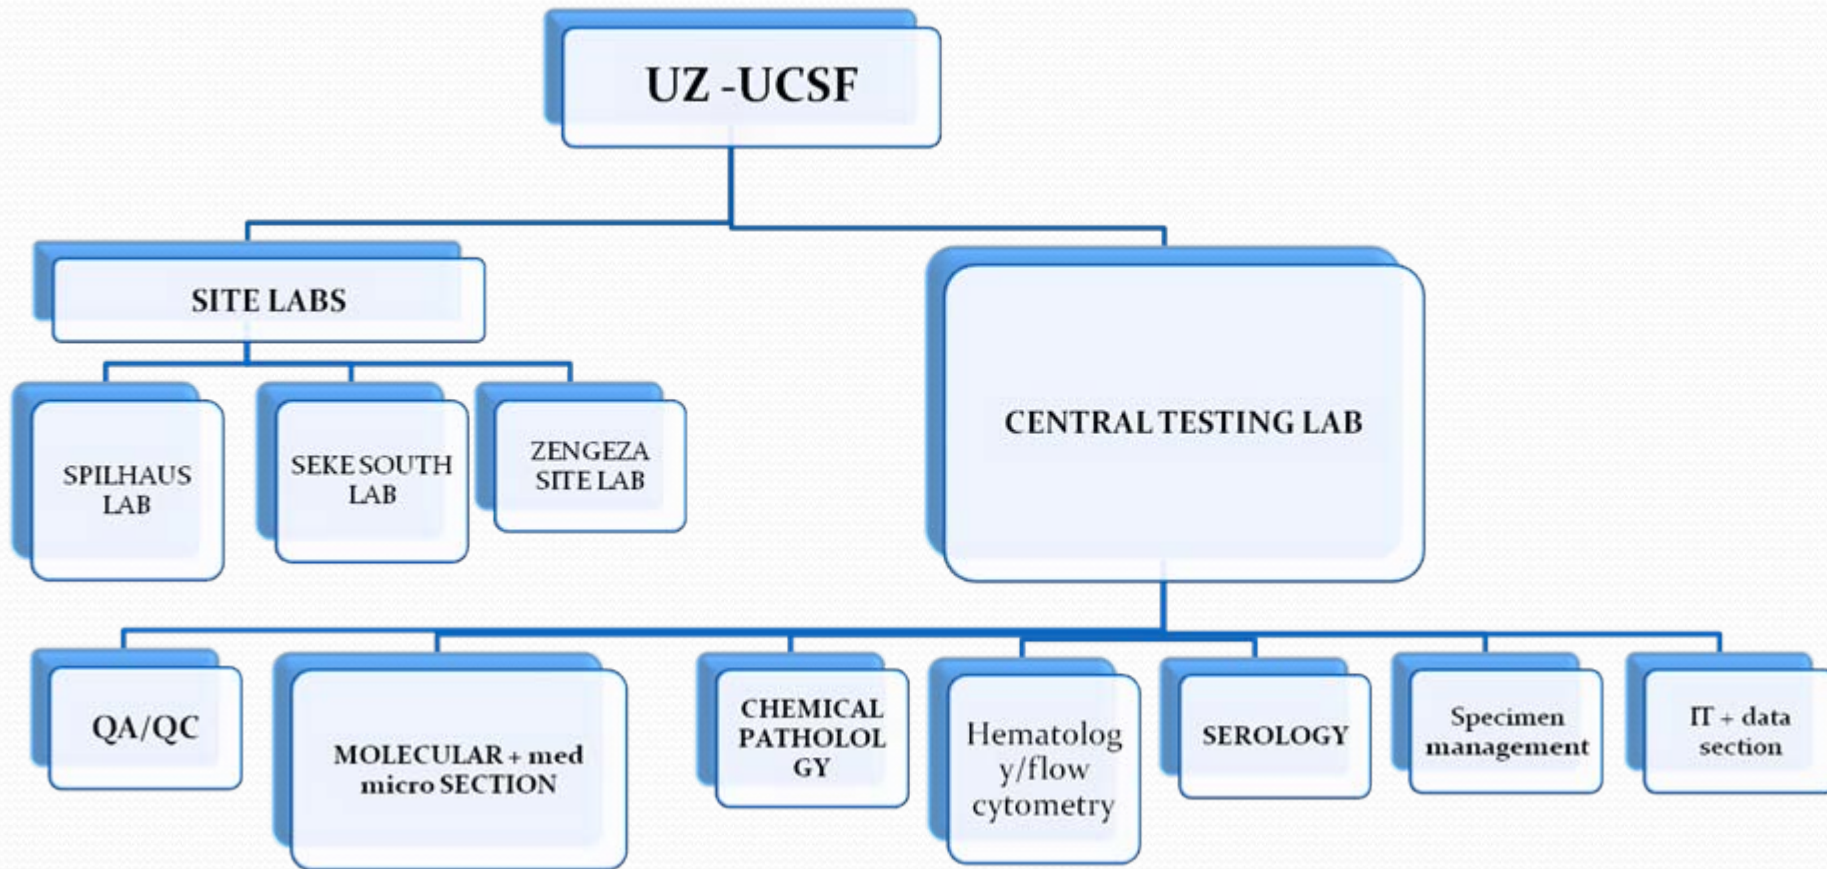 UZ -UCSF
SITE LABS
CENTRAL TESTING LAB
SPILHAUS
LAB
SEKE SOUTH
LAB
ZENGEZA
SITE LAB
QA/QC
MOLECULAR + med
micro SECTION
CHEMICAL
PATHOLOL
GY
Hematolog
y/flow
cytometry
SEROLOGY
Specimen
management
IT + data
section